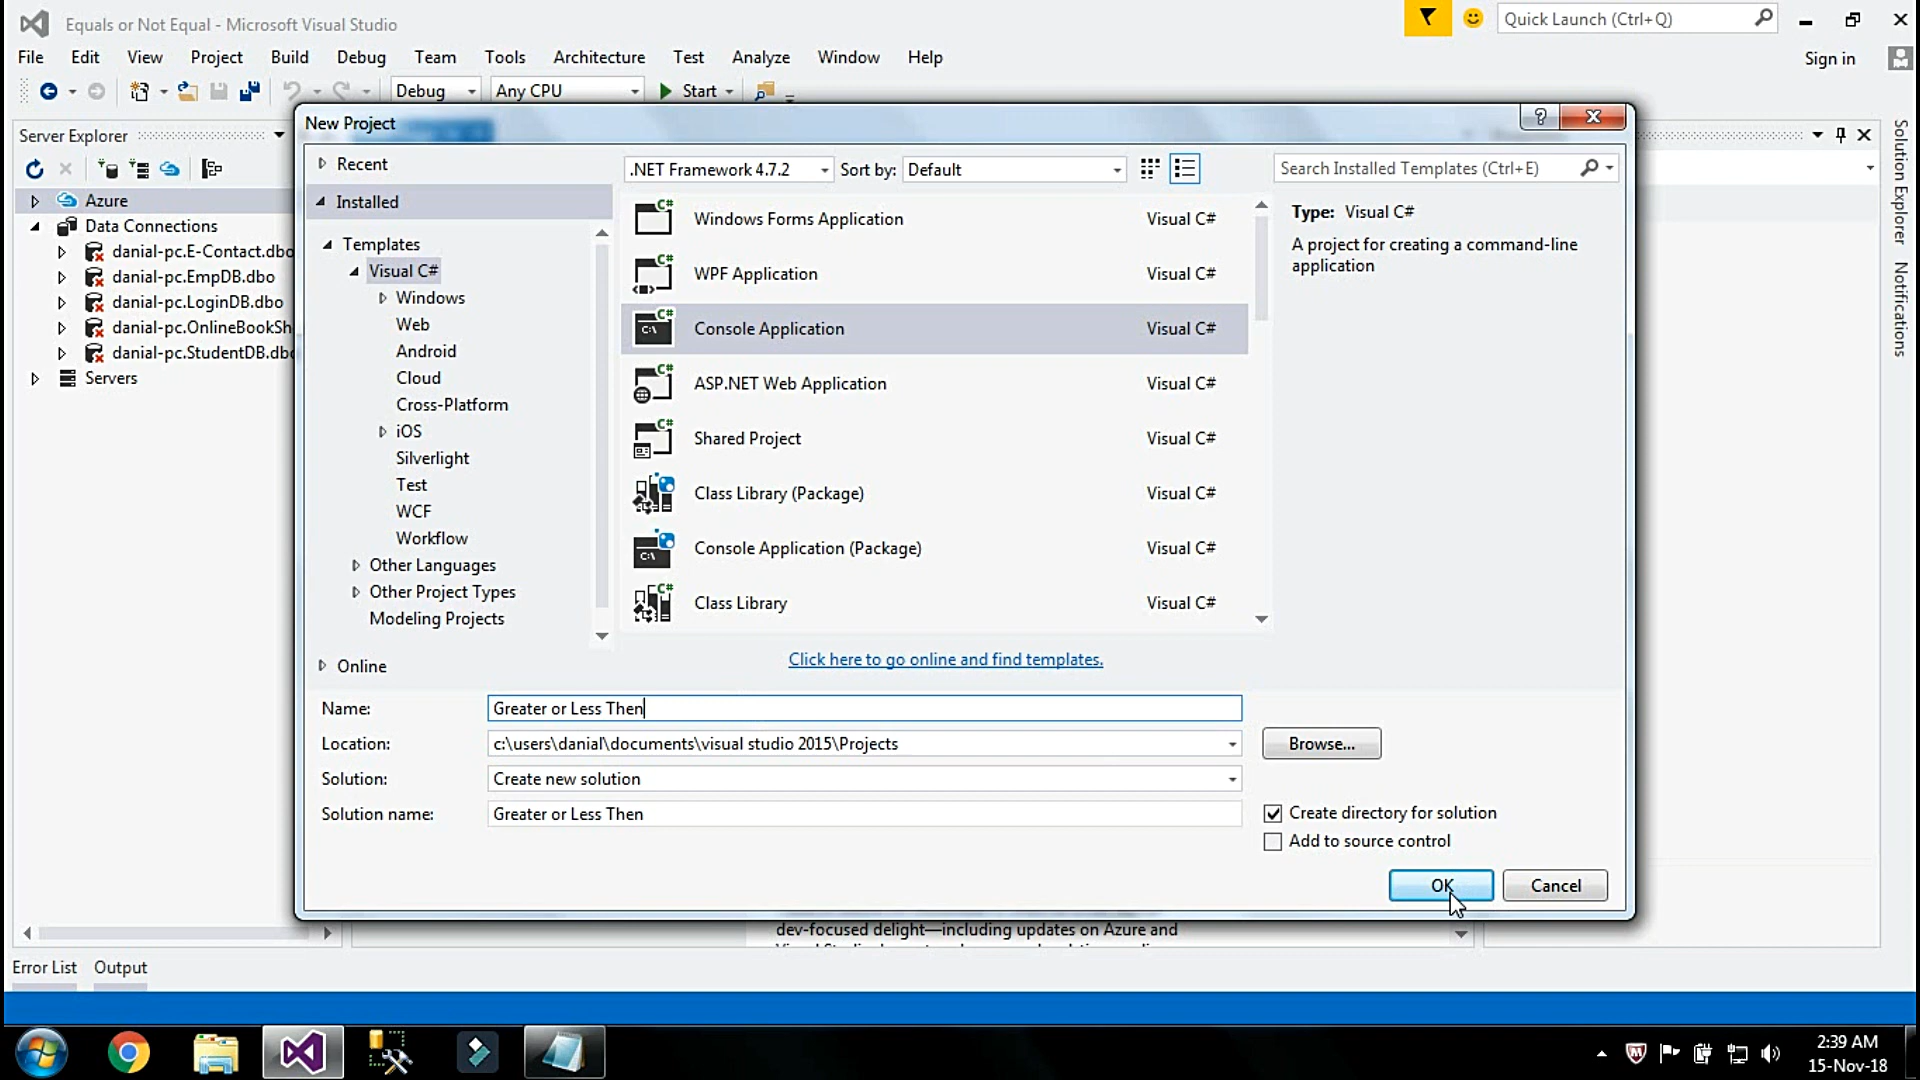 Equals or Not Equal - Microsoft Visual Studio
Quick Launch (Ctrl+Q)
File Edit View Project Build Debug Team Tools Architecture Test Analyze Window Help
Sign in
Debug Any CPU Start
Server Explorer
Azure
Data Connections
danial-pc.E-Contact.dbo
danial-pc.EmpDB.dbo
danial-pc.LoginDB.dbo
danial-pc.OnlineBookSh
danial-pc.StudentDB.dbo
Servers
New Project
Recent
Installed
Templates
Visual C#
Windows
Web
Android
Cloud
Cross-Platform
iOS
Silverlight
Test
WCF
Workflow
Other Languages
Other Project Types
Modeling Projects
Online
.NET Framework 4.7.2 Sort by: Default
Search Installed Templates (Ctrl+E)
Windows Forms Application Visual C#
WPF Application Visual C#
C:\ Console Application Visual C#
ASP.NET Web Application Visual C#
Shared Project Visual C#
Class Library (Package) Visual C#
C:\ Console Application (Package) Visual C#
Class Library Visual C#
Click here to go online and find templates.
Type: Visual C#
A project for creating a command-line
application
Name: Greater or Less Then
Location: c:\users\danial\documents\visual studio 2015\Projects
Browse...
Solution: Create new solution
Solution name: Greater or Less Then
Create directory for solution
Add to source control
OK Cancel
dev-focused delight—including updates on Azure and
Solution Explorer
Notifications
Error List Output
2:39 AM
15-Nov-18